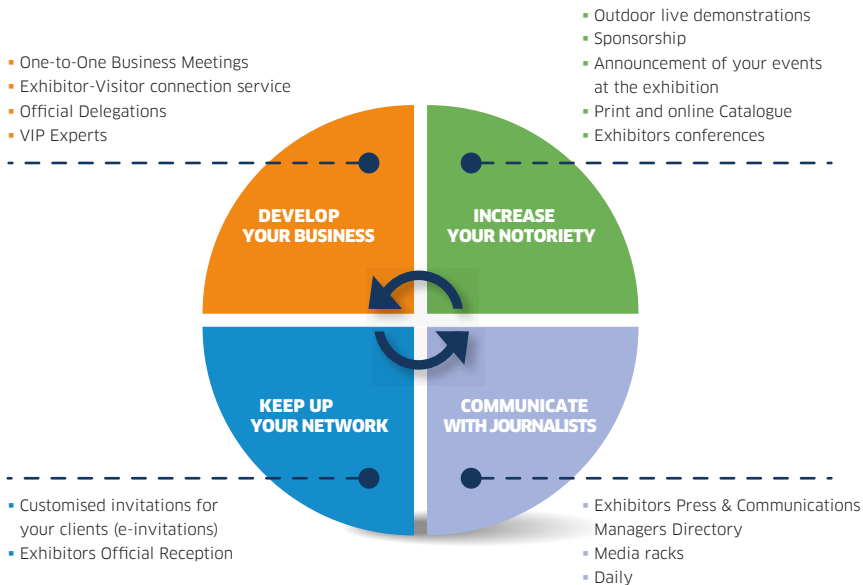 ▪ One-to-One Business Meetings
▪ Exhibitor-Visitor connection service
▪ Official Delegations
▪ VIP Experts
▪ Outdoor live demonstrations
▪ Sponsorship
▪ Announcement of your events
at the exhibition
▪ Print and online Catalogue
▪ Exhibitors conferences
DEVELOP
YOUR BUSINESS
INCREASE
YOUR NOTORIETY
KEEP UP
YOUR NETWORK
COMMUNICATE
WITH JOURNALISTS
▪ Customised invitations for
your clients (e-invitations)
▪ Exhibitors Official Reception
▪ Exhibitors Press & Communications
Managers Directory
▪ Media racks
▪ Daily